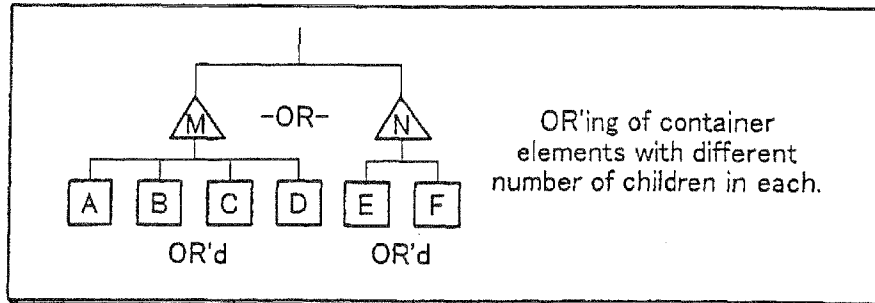 M -OR- N
A B C D E F
OR'd OR'd
OR'ing of container
elements with different
number of children in each.